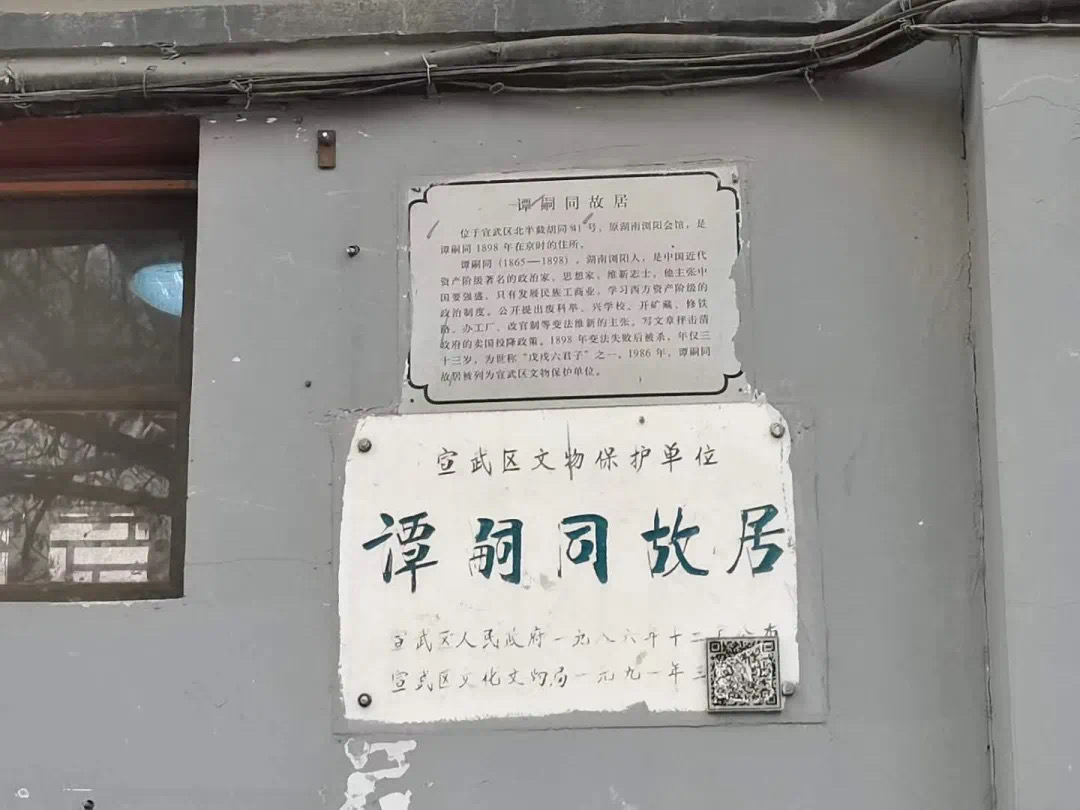 谭嗣同故居
位于宣武区北半截胡同41号，原湖南浏阳会馆，是
谭嗣同1898年在京时的住所。
谭嗣同（1865—1898），湖南浏阳人，是中国近代
资产阶级著名的政治家、思想家、维新志士。他主张中
国要强盛，只有发展民族工商业，学习西方资产阶级的
政治制度。公开提出废科举、兴学校、开矿藏、修铁
路、办工厂、改官制等变法维新的主张。写文章抨击清
政府的卖国投降政策。1898年变法失败后被杀，年仅三
十三岁，为世称“戊戌六君子”之一。1986年，谭嗣同
故居被列为宣武区文物保护单位。
宣武区文物保护单位
谭嗣同故居
宣武区人民政府一九八六年十二月公布
宣武区文化文物局一九九一年三